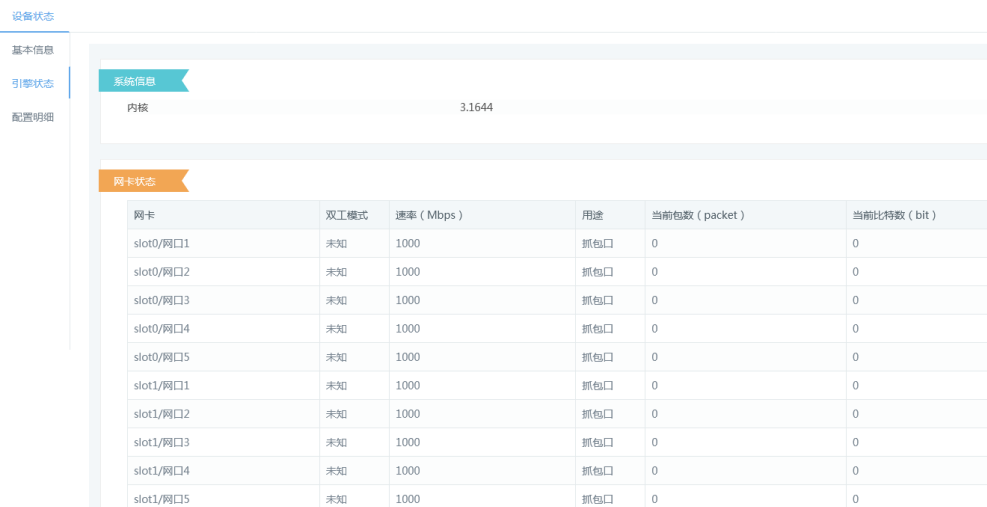 设备状态
基本信息
引擎状态
配置明细
系统信息
内核 3.1644
网卡状态
网卡 双工模式 速率（Mbps） 用途 当前包数（packet） 当前比特数（bit）
slot0/网口1 未知 1000 抓包口 0 0
slot0/网口2 未知 1000 抓包口 0 0
slot0/网口3 未知 1000 抓包口 0 0
slot0/网口4 未知 1000 抓包口 0 0
slot0/网口5 未知 1000 抓包口 0 0
slot1/网口1 未知 1000 抓包口 0 0
slot1/网口2 未知 1000 抓包口 0 0
slot1/网口3 未知 1000 抓包口 0 0
slot1/网口4 未知 1000 抓包口 0 0
slot1/网口5 未知 1000 抓包口 0 0